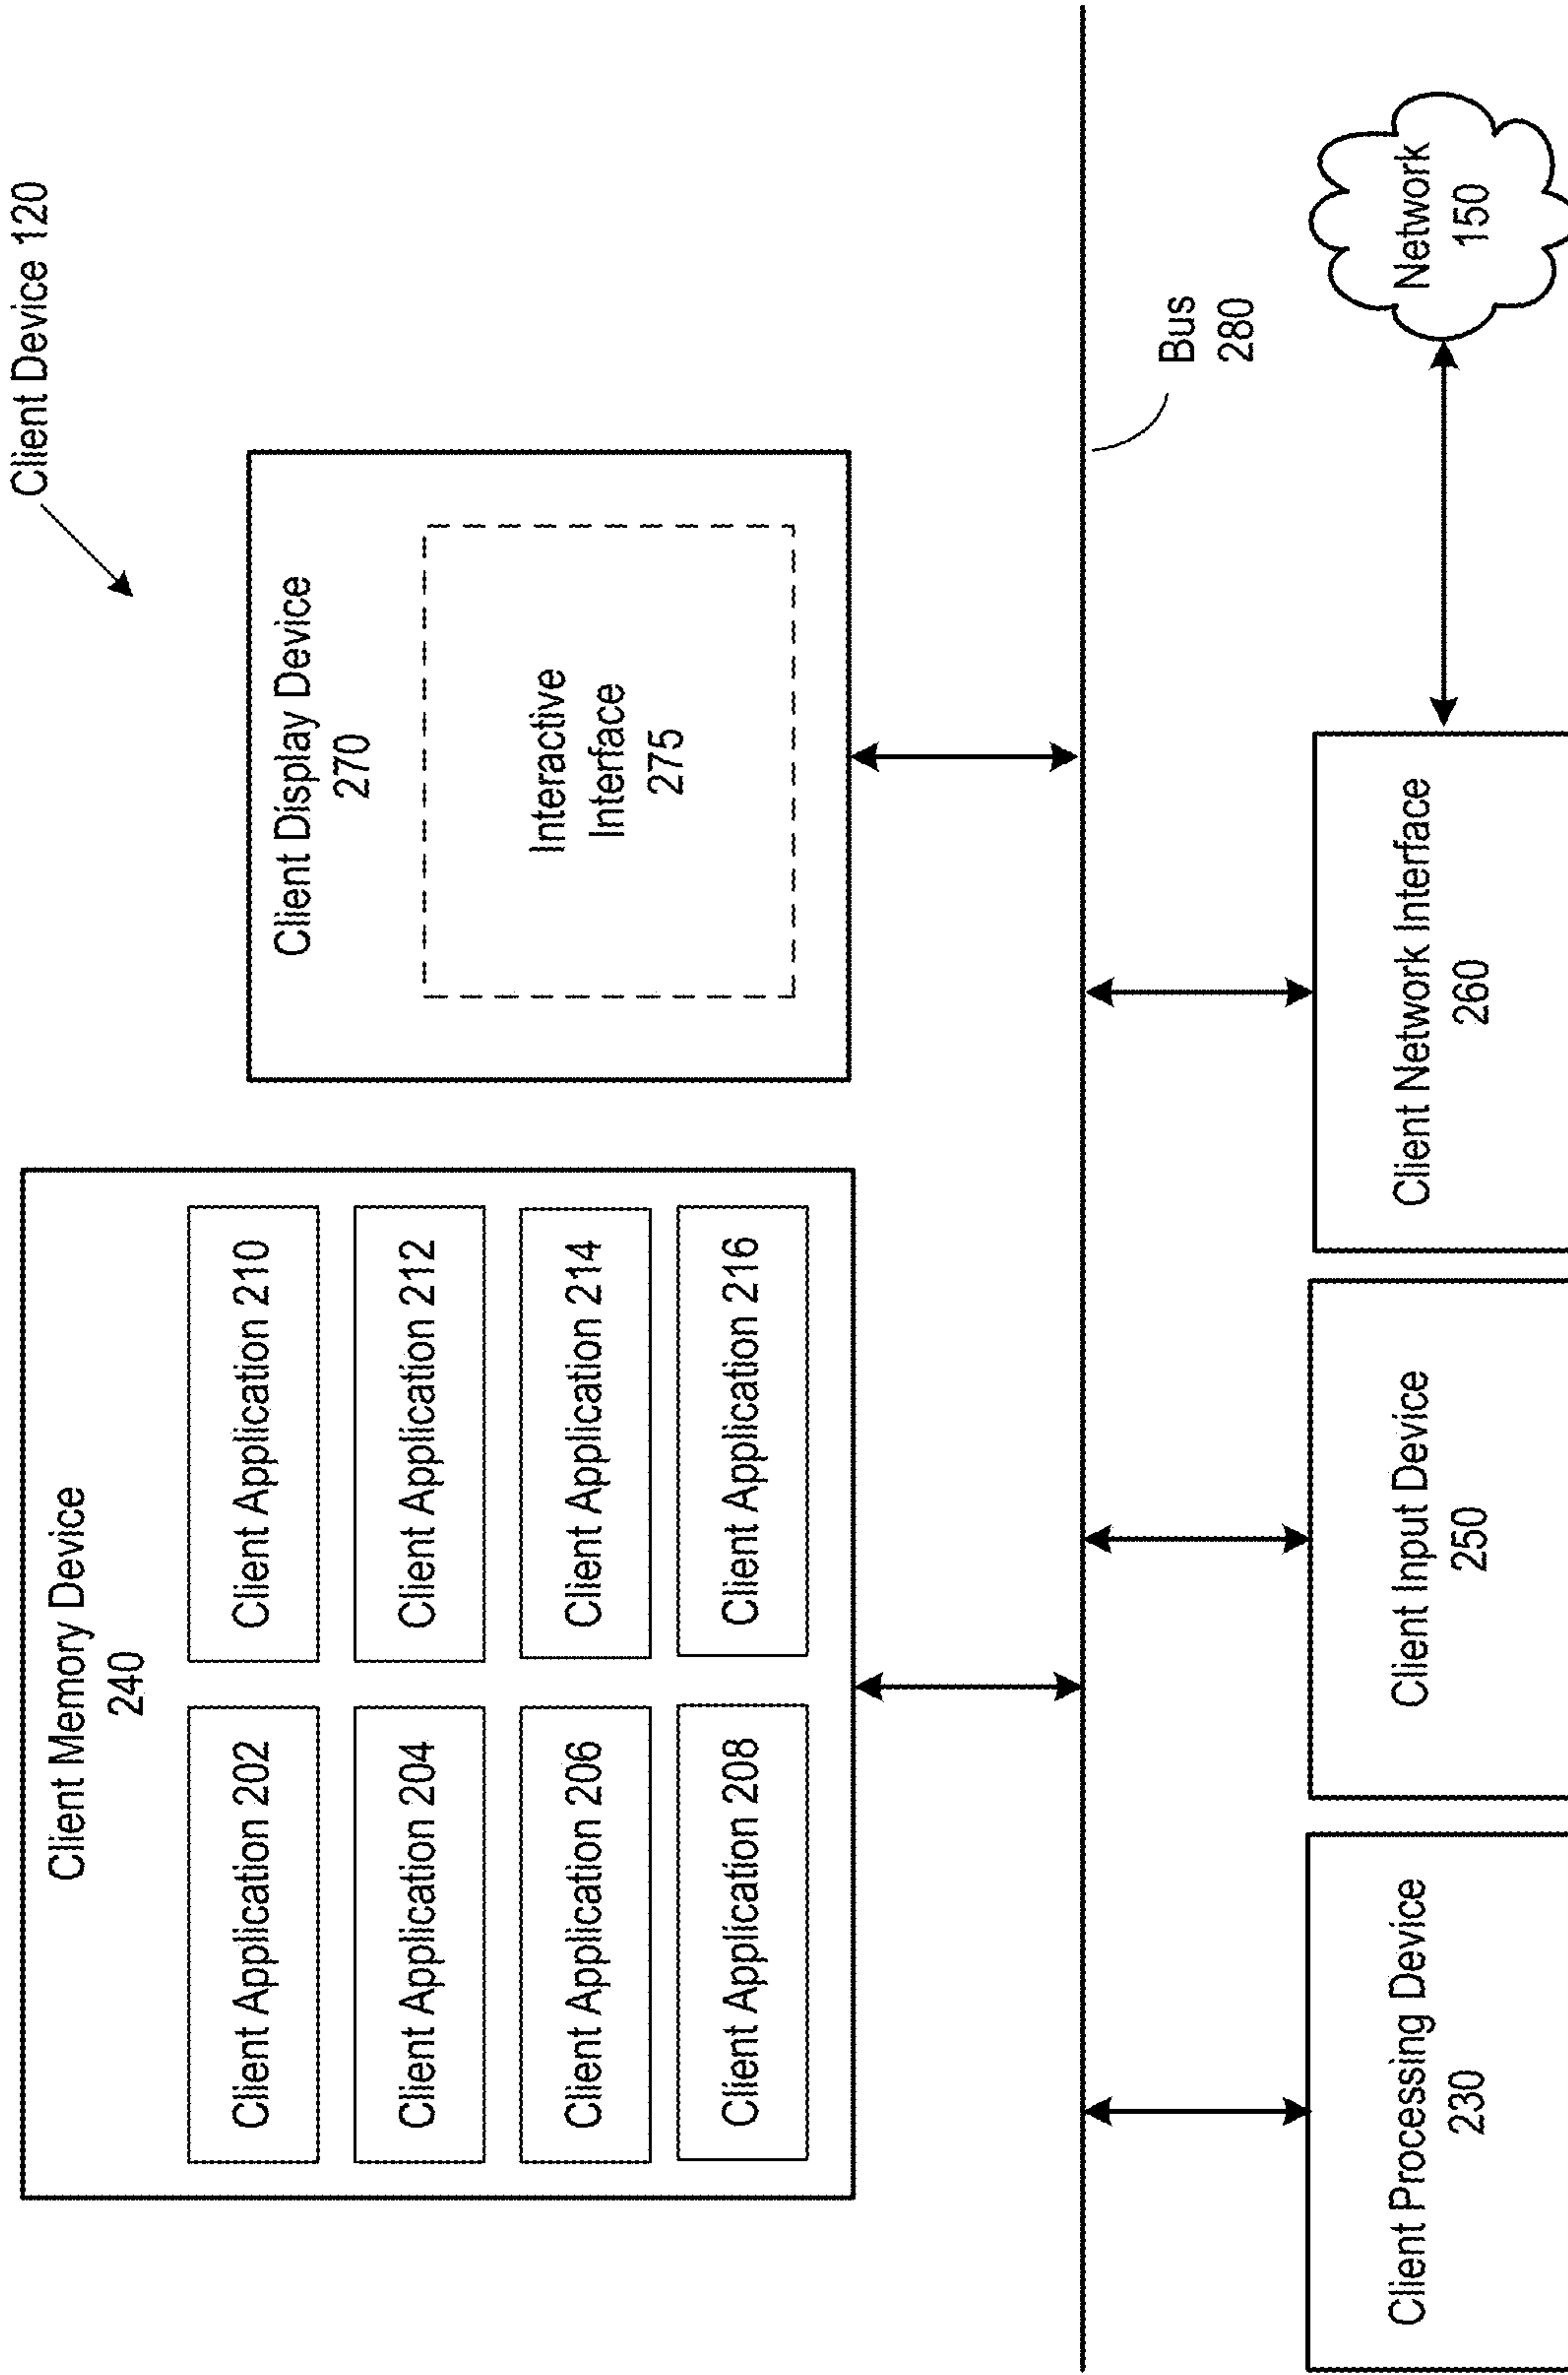 Client Device 120
Client Memory Device
240
Client Application 202
Client Application 210
Client Application 204
Client Application 212
Client Application 206
Client Application 214
Client Application 208
Client Application 216
Client Display Device
270
Interactive
Interface
275
Bus
280
Client Processing Device
230
Client Input Device
250
Client Network Interface
260
Network
150